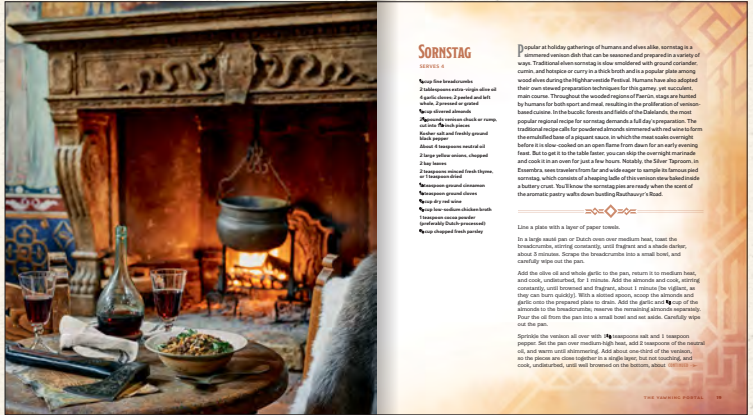 SORNSTAG
SERVES 4
cup fine breadcrumbs
2 tablespoons extra-virgin olive oil
4 garlic cloves, 2 peeled and left
whole, 2 pressed or grated
cup slivered almonds
pounds venison chuck or rump,
cut into inch pieces
Kosher salt and freshly ground
black pepper
About 4 teaspoons neutral oil
2 large yellow onions, chopped
2 bay leaves
2 teaspoons minced fresh thyme,
or 1 teaspoon dried
teaspoon ground cinnamon
teaspoon ground cloves
cup dry red wine
cup low-sodium chicken broth
1 teaspoon cocoa powder
(preferably Dutch-processed)
cup chopped fresh parsley
Popular at holiday gatherings of humans and elves alike, sornstag is a
simmered venison dish that can be seasoned and prepared in a variety of
ways. Traditional elven sornstag is slow smoldered with ground coriander,
cumin, and hotspice or curry in a thick broth and is a popular plate among
wood elves during the Highharvestide Festival. Humans have also adopted
their own stewed preparation techniques for this gamey, yet succulent,
main course. Throughout the wooded regions of Faerûn, stags are hunted
by humans for both sport and meal, resulting in the proliferation of venison-
based cuisine. In the bucolic forests and fields of the Dalelands, the most
popular regional recipe for sornstag demands a full day's preparation. The
traditional recipe calls for powdered almonds simmered with red wine to form
the emulsified base of a piquant sauce, in which the meat soaks overnight
before it is slow-cooked on an open flame from dawn for an early evening
feast. But to get it to the table faster, you can skip the overnight marinade
and cook it in an oven for just a few hours. Notably, the Silver Taproom, in
Essembra, sees travelers from far and wide eager to sample its famous pied
sornstag, which consists of a heaping ladle of this venison stew baked inside
a buttery crust. You'll know the sornstag pies are ready when the scent of
the aromatic pastry wafts down bustling Rauthauvyr's Road.
Line a plate with a layer of paper towels.
In a large sauté pan or Dutch oven over medium heat, toast the
breadcrumbs, stirring constantly, until fragrant and a shade darker,
about 5 minutes. Scrape the breadcrumbs into a small bowl, and
carefully wipe out the pan.
Add the olive oil and whole garlic to the pan, return it to medium heat,
and cook, undisturbed, for 1 minute. Add the almonds and cook, stirring
constantly, until browned and fragrant, about 1 minute (be vigilant, as
they can burn quickly). With a slotted spoon, scoop the almonds and
garlic onto the prepared plate to drain. Add the garlic and cup of the
almonds to the breadcrumbs; reserve the remaining almonds separately.
Pour the oil from the pan into a small bowl and set aside. Carefully wipe
out the pan.
Sprinkle the venison all over with teaspoons salt and 1 teaspoon
pepper. Set the pan over medium-high heat, add 2 teaspoons of the neutral
oil, and warm until shimmering. Add about one-third of the venison,
so the pieces are close together in a single layer, but not touching, and
cook, undisturbed, until well browned on the bottom, about
THE YAWNING PORTAL